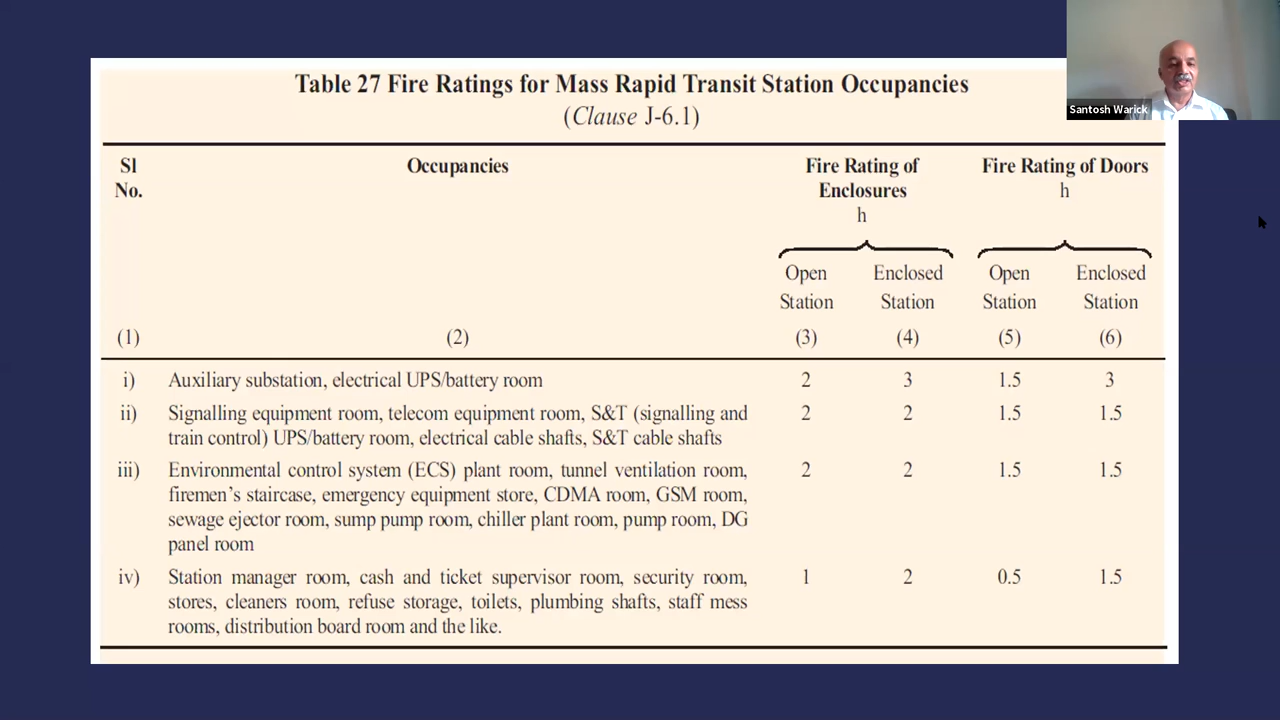 Table 27 Fire Ratings for Mass Rapid Transit Station Occupancies
(Clause J-6.1)
Santosh Warick
Sl No. Occupancies Fire Rating of Enclosures h Fire Rating of Doors h
Open Station Enclosed Station Open Station Enclosed Station
(1) (2) (3) (4) (5) (6)
i) Auxiliary substation, electrical UPS/battery room 2 3 1.5 3
ii) Signalling equipment room, telecom equipment room, S&T (signalling and 2 2 1.5 1.5
train control) UPS/battery room, electrical cable shafts, S&T cable shafts
iii) Environmental control system (ECS) plant room, tunnel ventilation room, 2 2 1.5 1.5
firemen's staircase, emergency equipment store, CDMA room, GSM room,
sewage ejector room, sump pump room, chiller plant room, pump room, DG
panel room
iv) Station manager room, cash and ticket supervisor room, security room, 1 2 0.5 1.5
stores, cleaners room, refuse storage, toilets, plumbing shafts, staff mess
rooms, distribution board room and the like.